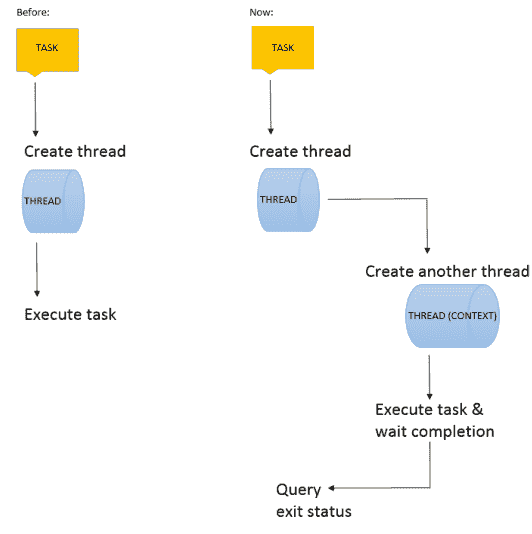 Before:
TASK
Create thread
THREAD
Execute task
Now:
TASK
Create thread
THREAD
Create another thread
THREAD {CONTEXT}
Execute task &
wait completion
Query
exit status